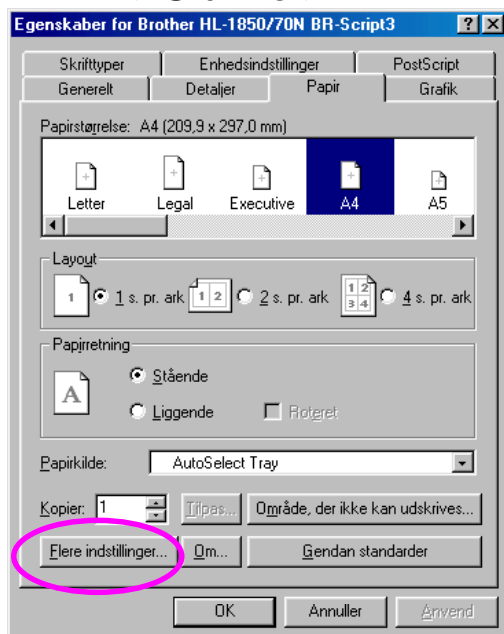 Egenskaber for Brother HL-1850/70N BR-Script3
Skrifttyper Enhedsindstillinger PostScript
Generelt Detaljer Papir Grafik
Papirstørrelse: A4 (209,9 x 297,0 mm)
Letter Legal Executive A4 A5
Layout
1 1 s. pr. ark 1 2 2 s. pr. ark 1 2 3 4 4 s. pr. ark
Papirretning
A Stående
Liggende Roteret
Papirkilde: AutoSelect Tray
Kopier: 1 Tilpas... Område, der ikke kan udskrives...
Flere indstillinger... Om... Gendan standarder
OK Annuller Anvend